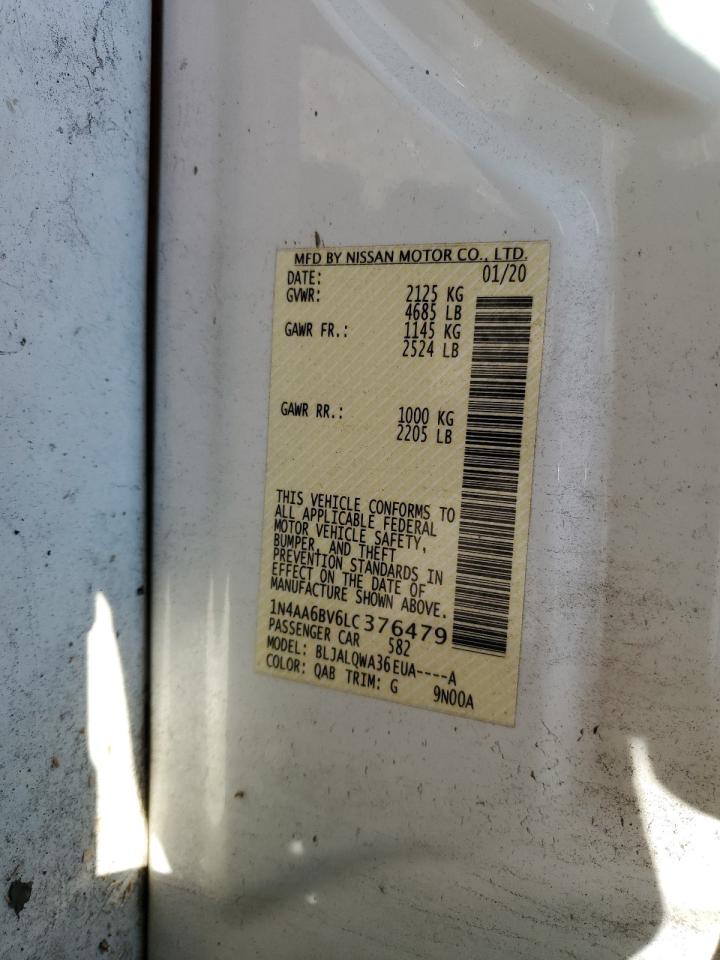 MFD BY NISSAN MOTOR CO., LTD.
DATE: 01/20
GVWR: 2125 KG
4685 LB
GAWR FR.: 1145 KG
2524 LB
GAWR RR.: 1000 KG
2205 LB
THIS VEHICLE CONFORMS TO
ALL APPLICABLE FEDERAL
MOTOR VEHICLE SAFETY,
BUMPER, AND THEFT
PREVENTION STANDARDS IN
EFFECT ON THE DATE OF
MANUFACTURE SHOWN ABOVE.
1N4AA6BV6LC376479
PASSENGER CAR 582
MODEL: BLJALQWA36EUA----A
COLOR: QAB TRIM: G 9N00A